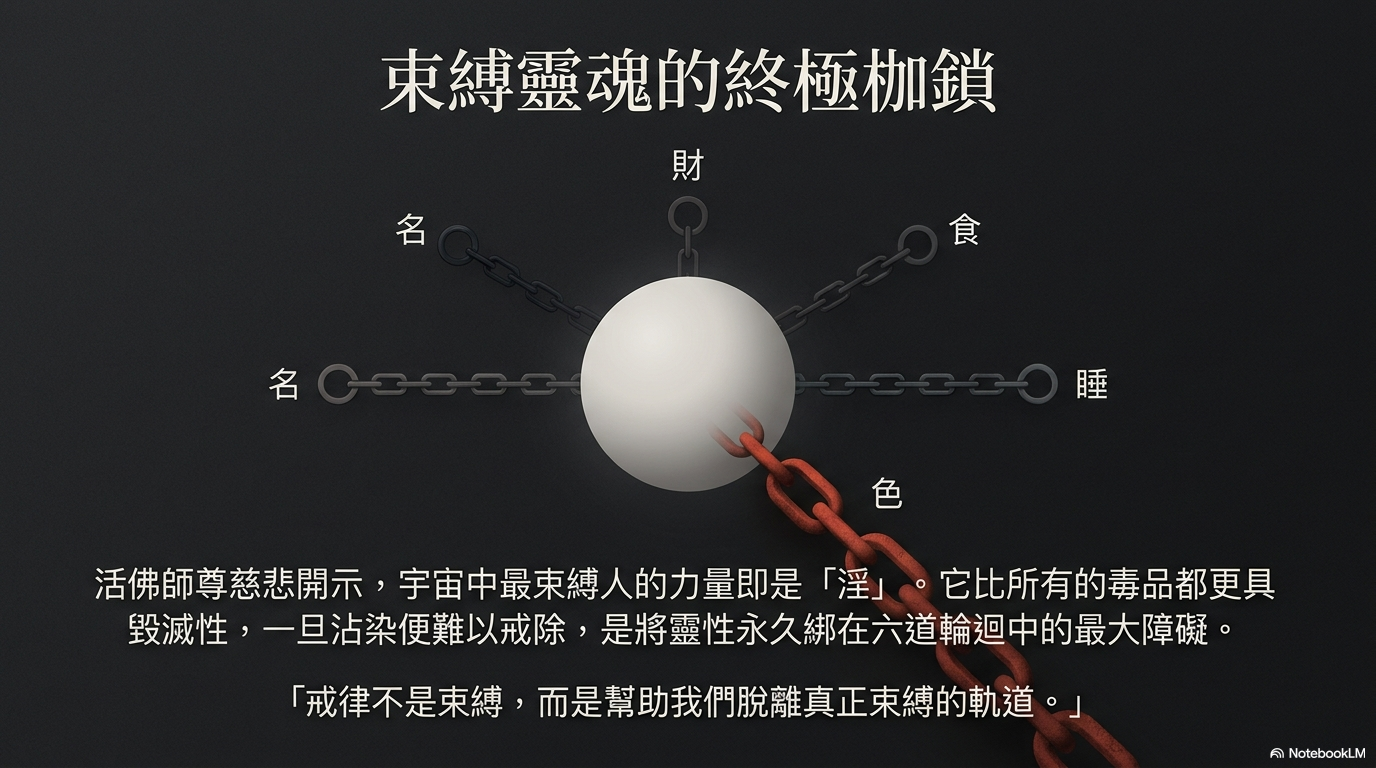 束縛靈魂的終極枷鎖
財
名
食
名
睡
色
活佛師尊慈悲開示，宇宙中最束縛人的力量即是「淫」。它比所有的毒品都更具
毀滅性，一旦沾染便難以戒除，是將靈性永久綁在六道輪迴中的最大障礙。
「戒律不是束縛，而是幫助我們脫離真正束縛的軌道。」
NotebookLM